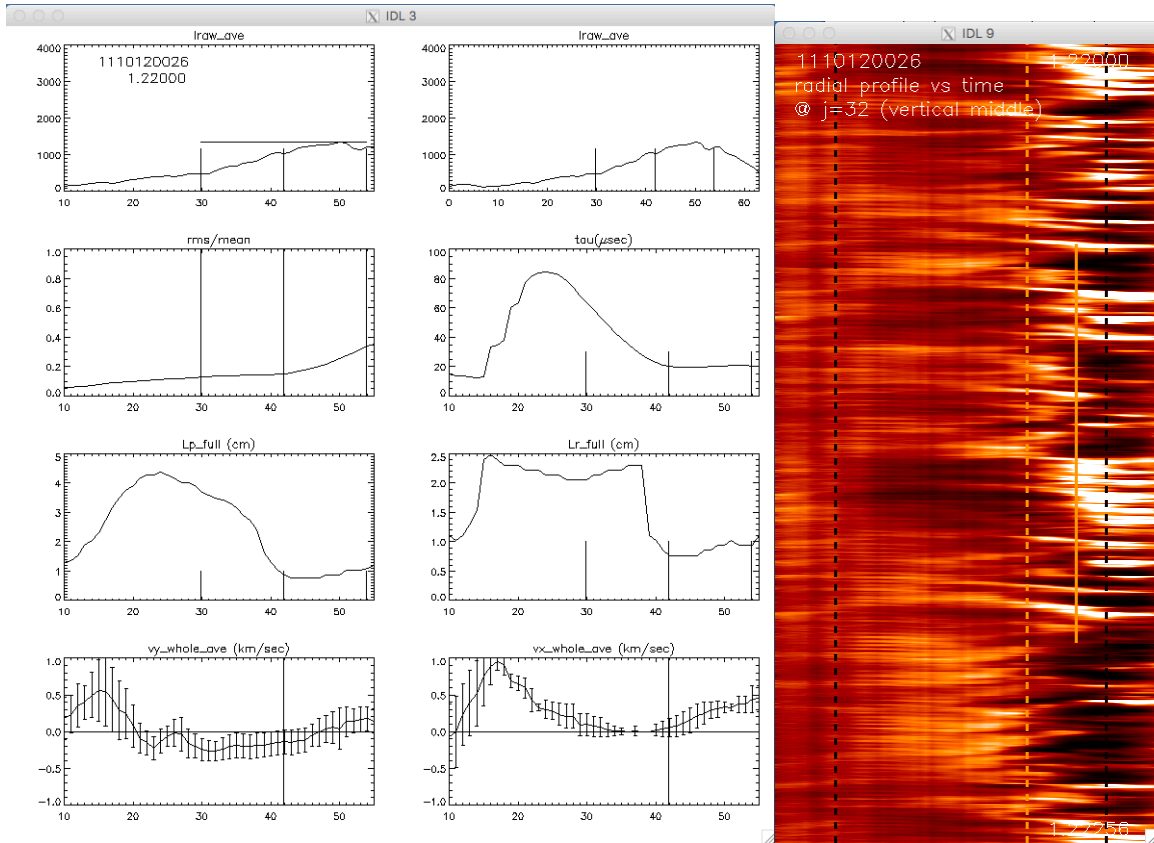 IDL 3
Iraw_ave
4000
3000
2000
1000
0
10 20 30 40 50
1110120026
1.22000
Iraw_ave
4000
3000
2000
1000
0
0 10 20 30 40 50 60
rms/mean
1.0
0.8
0.6
0.4
0.2
0.0
10 20 30 40 50
tau(μsec)
100
80
60
40
20
0
10 20 30 40 50
Lp_full (cm)
5
4
3
2
1
0
10 20 30 40 50
Lr_full (cm)
2.5
2.0
1.5
1.0
0.5
0.0
10 20 30 40 50
vy_whole_ave (km/sec)
1.0
0.5
0.0
-0.5
-1.0
10 20 30 40 50
vx_whole_ave (km/sec)
1.0
0.5
0.0
-0.5
-1.0
10 20 30 40 50
IDL 9
1110120026 1.22000
radial profile vs time
@ j=32 (vertical middle)
1.22256